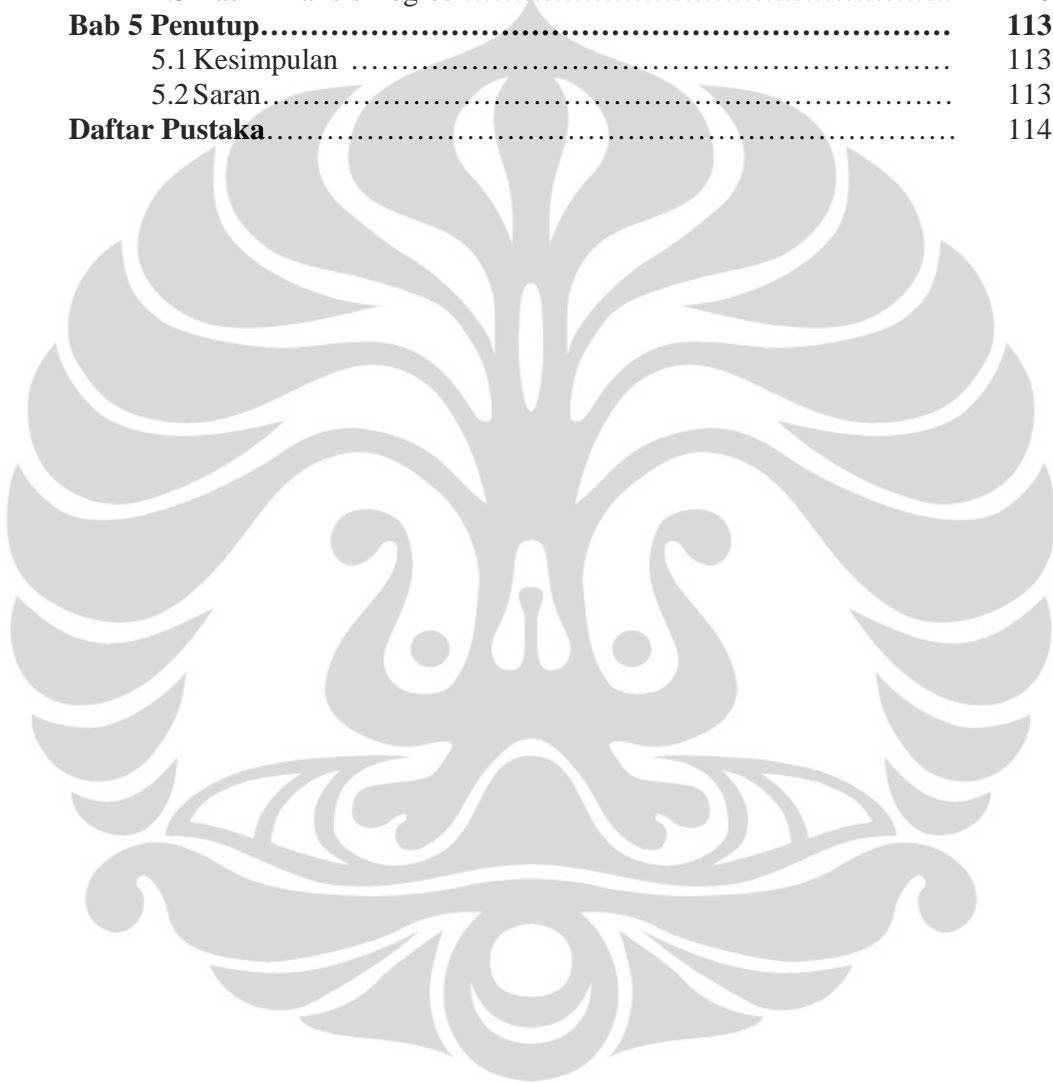 Bab 5 Penutup…………………………………………………………… 113
5.1 Kesimpulan …………………………………………………… 113
5.2 Saran…………………………………………………………… 113
Daftar Pustaka…………………………………………………………… 114